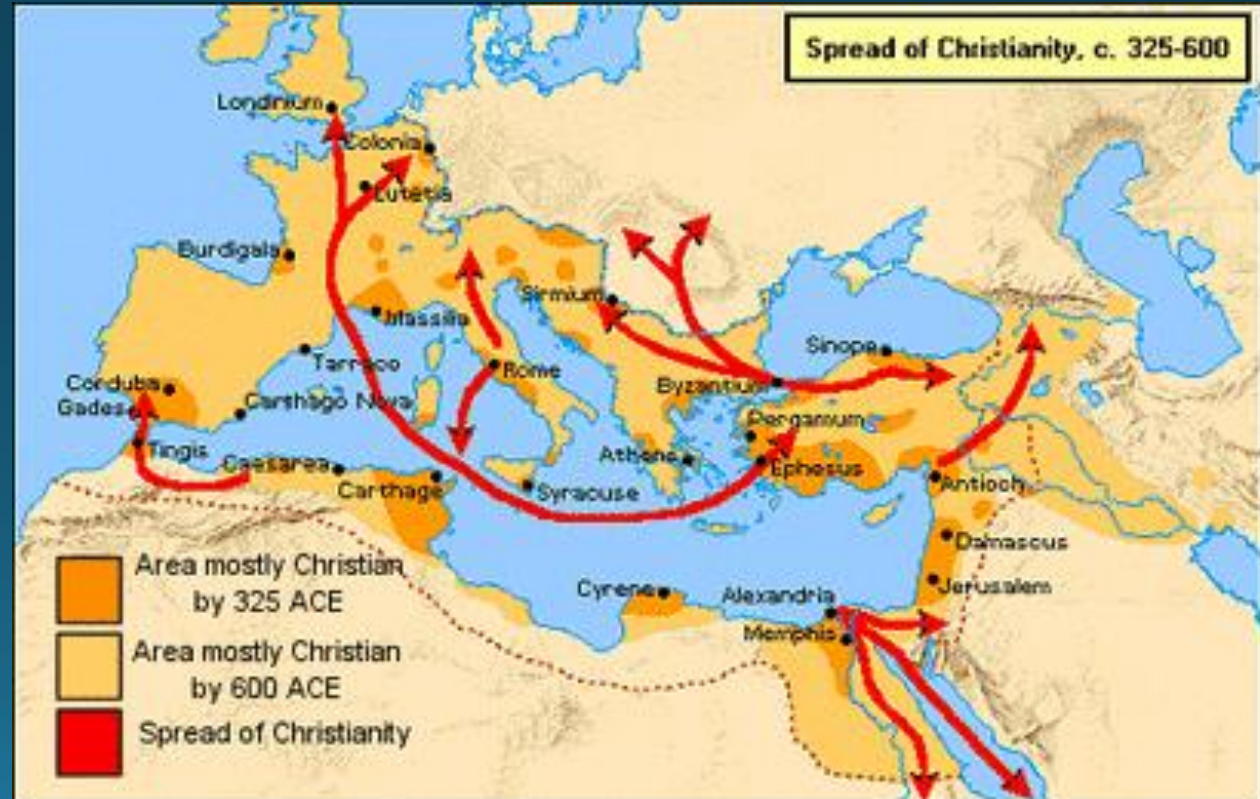 Spread of Christianity, c. 325-600
Londinium
Colonia
Lutetia
Burdigala
Sirmium
Massilia
Sinope
Tarraco
Rome
Byzantium
Corduba
Carthago Nova
Gades
Pergamum
Tingis
Caesarea
Athens
Ephesus
Carthage
Syracuse
Antioch
Damascus
Area mostly Christian
by 325 ACE
Cyrene
Alexandria
Jerusalem
Memphis
Area mostly Christian
by 600 ACE
Spread of Christianity